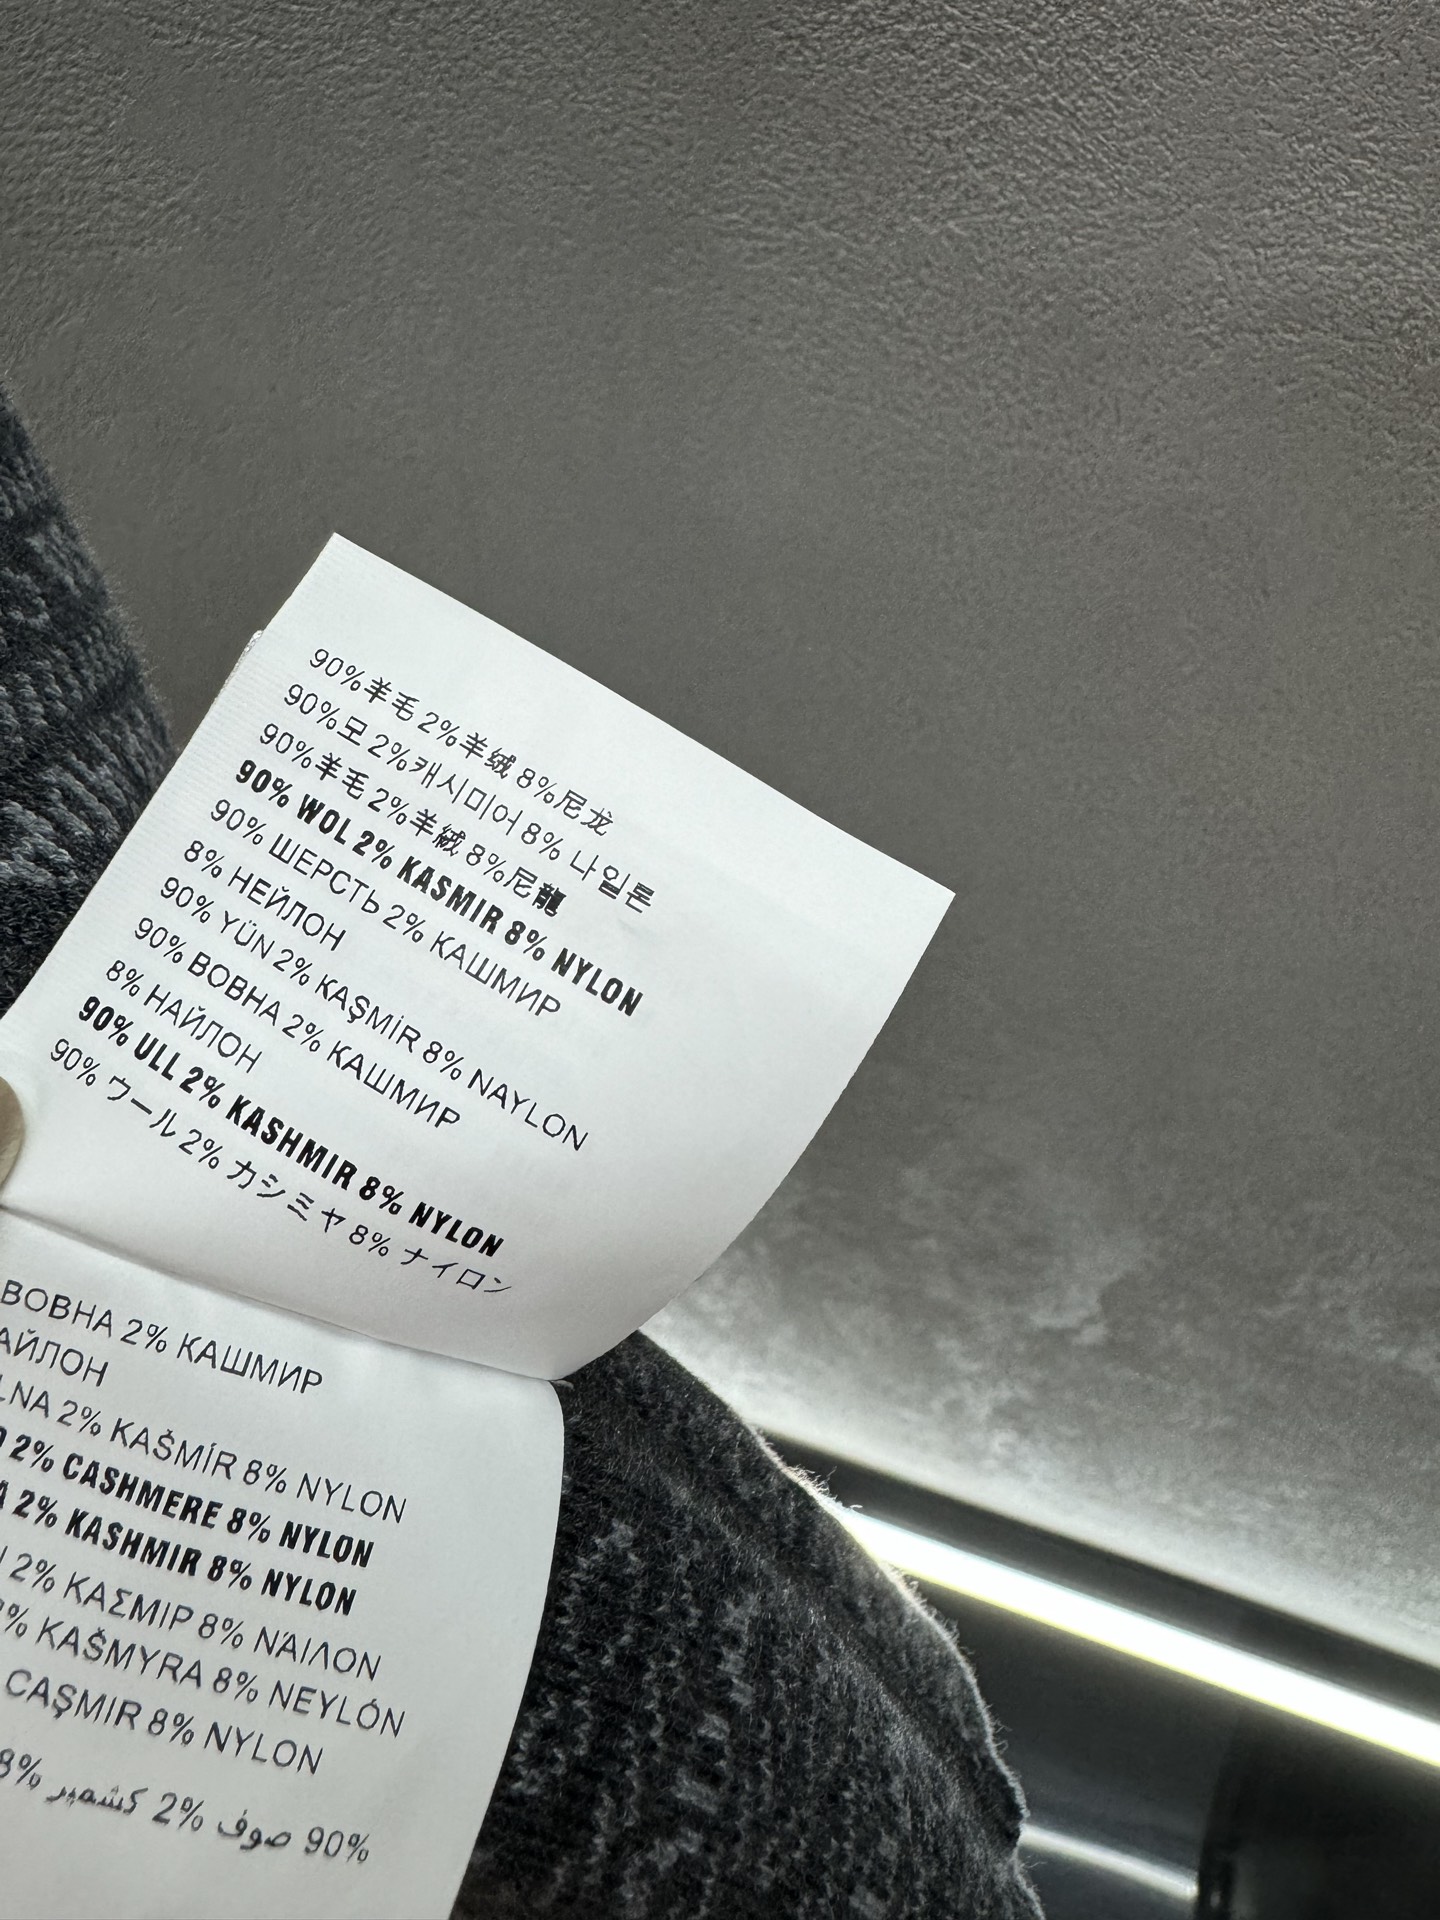 90%羊毛 2%羊绒 8%尼龙
90%모 2%캐시미어 8% 나일론
90%羊毛 2%羊絨 8%尼龍
90% WOL 2% KASMIR 8% NYLON
90% ШЕРСТЬ 2% КАШМИР
8% НЕЙЛОН
90% YÜN 2% KAŞMİR 8% NAYLON
90% ВОВНА 2% КАШМИР
8% НАЙЛОН
90% ULL 2% KASHMIR 8% NYLON
90% ウール 2% カシミヤ 8% ナイロン
ВОВНА 2% КАШМИР
АЙЛОН
LNA 2% KAŠMÍR 8% NYLON
2% CASHMERE 8% NYLON
2% KASHMIR 8% NYLON
2% ΚΑΣΜΙΡ 8% ΝΑΪΛΟΝ
% KAŠMYRA 8% NEYLÓN
CAŞMIR 8% NYLON
90% صوف 2% كشمير 8%